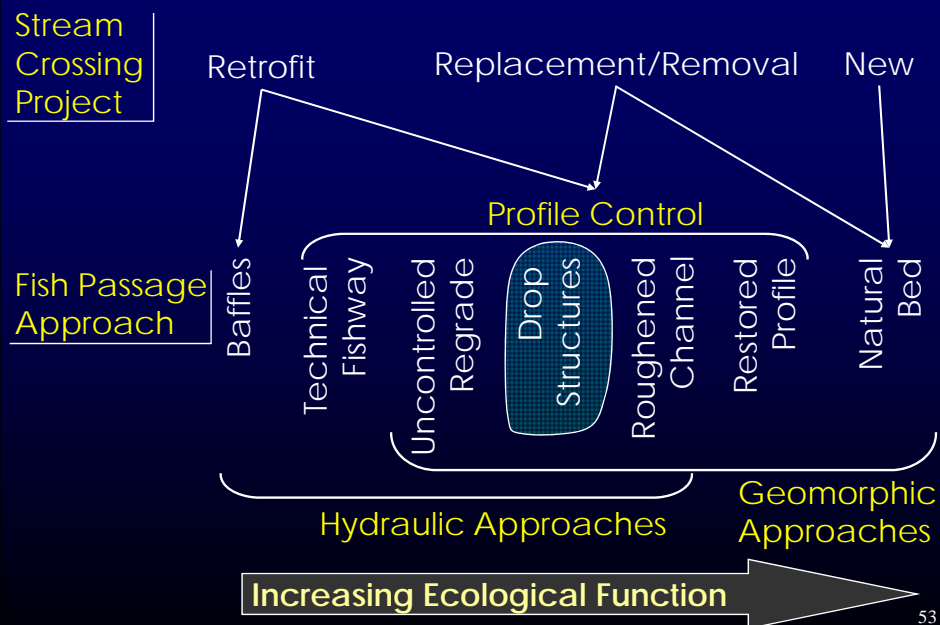 Stream
Crossing
Project
Retrofit
Replacement/Removal
New
Profile Control
Fish Passage
Approach
Baffles
Technical
Fishway
Uncontrolled
Regrade
Drop
Structures
Roughened
Channel
Restored
Profile
Natural
Bed
Hydraulic Approaches
Geomorphic
Approaches
Increasing Ecological Function
53